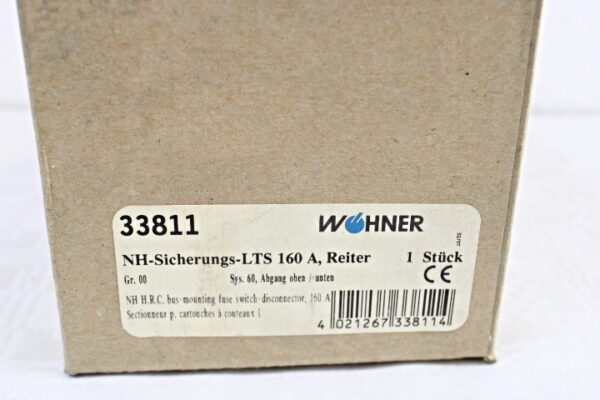 33811
WÖHNER
NH-Sicherungs-LTS 160 A, Reiter 1 Stück
Gr. 00 Sys. 60, Abgang oben /-unten
CE
NH H.R.C. bus-mounting fuse switch-disconnector, 160 A
Sectionneur p. cartouches à couteaux 1
4 021267 338114